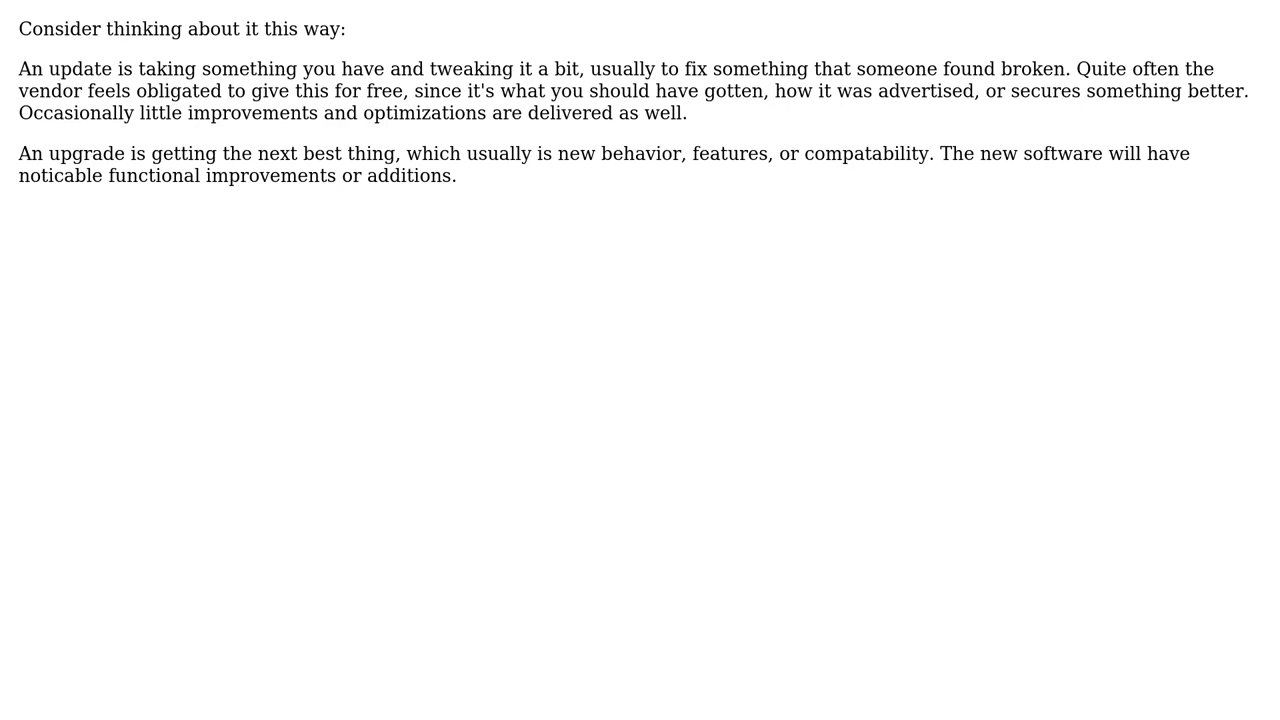 Consider thinking about it this way:
An update is taking something you have and tweaking it a bit, usually to fix something that someone found broken. Quite often the
vendor feels obligated to give this for free, since it's what you should have gotten, how it was advertised, or secures something better.
Occasionally little improvements and optimizations are delivered as well.
An upgrade is getting the next best thing, which usually is new behavior, features, or compatability. The new software will have
noticable functional improvements or additions.